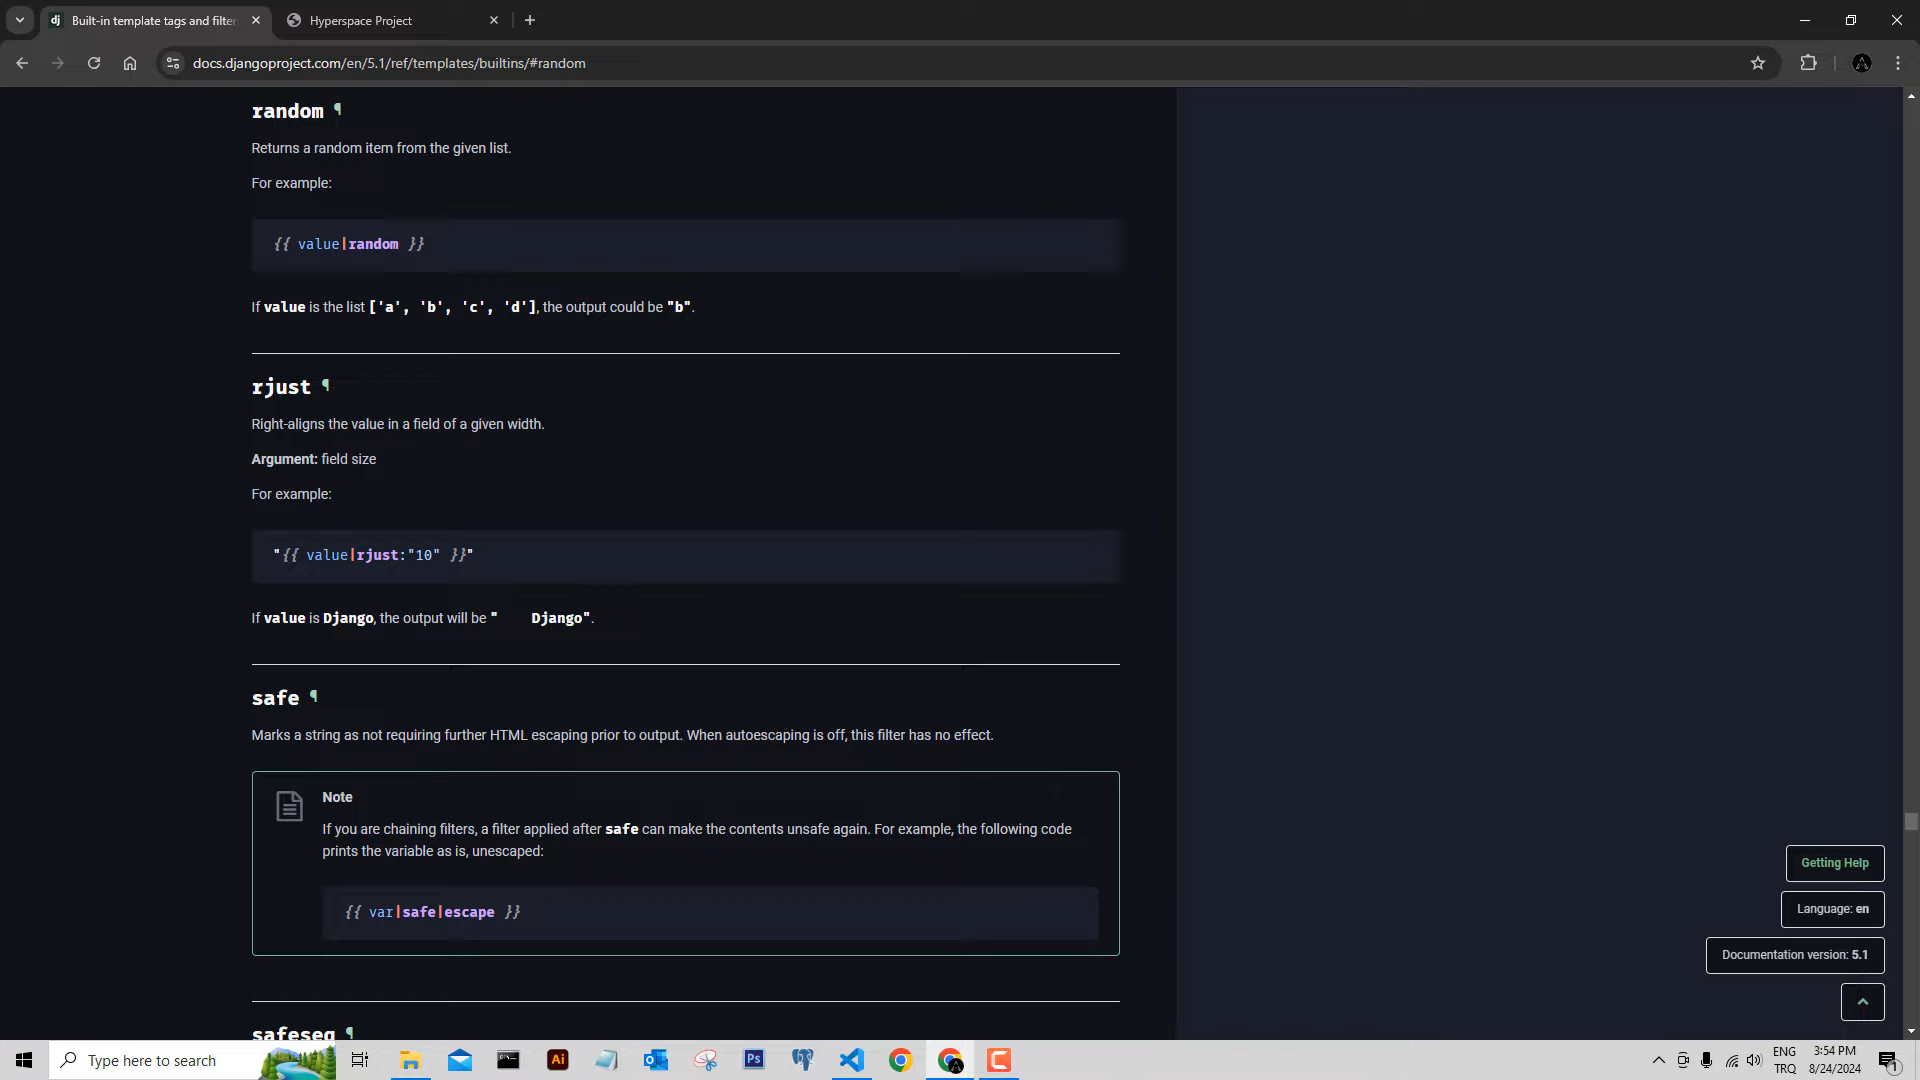 Built-in template tags and filter
Hyperspace Project
docs.djangoproject.com/en/5.1/ref/templates/builtins/#random
random ¶
Returns a random item from the given list.
For example:
{{ value|random }}
If value is the list ['a', 'b', 'c', 'd'], the output could be "b".
rjust ¶
Right-aligns the value in a field of a given width.
Argument: field size
For example:
"{{ value|rjust:"10" }}"
If value is Django, the output will be "    Django".
safe ¶
Marks a string as not requiring further HTML escaping prior to output. When autoescaping is off, this filter has no effect.
Note
If you are chaining filters, a filter applied after safe can make the contents unsafe again. For example, the following code
prints the variable as is, unescaped:
{{ var|safe|escape }}
safeseq ¶
Getting Help
Language: en
Documentation version: 5.1
Type here to search
Ai
Ps
ENG
TRQ
3:54 PM
8/24/2024
1